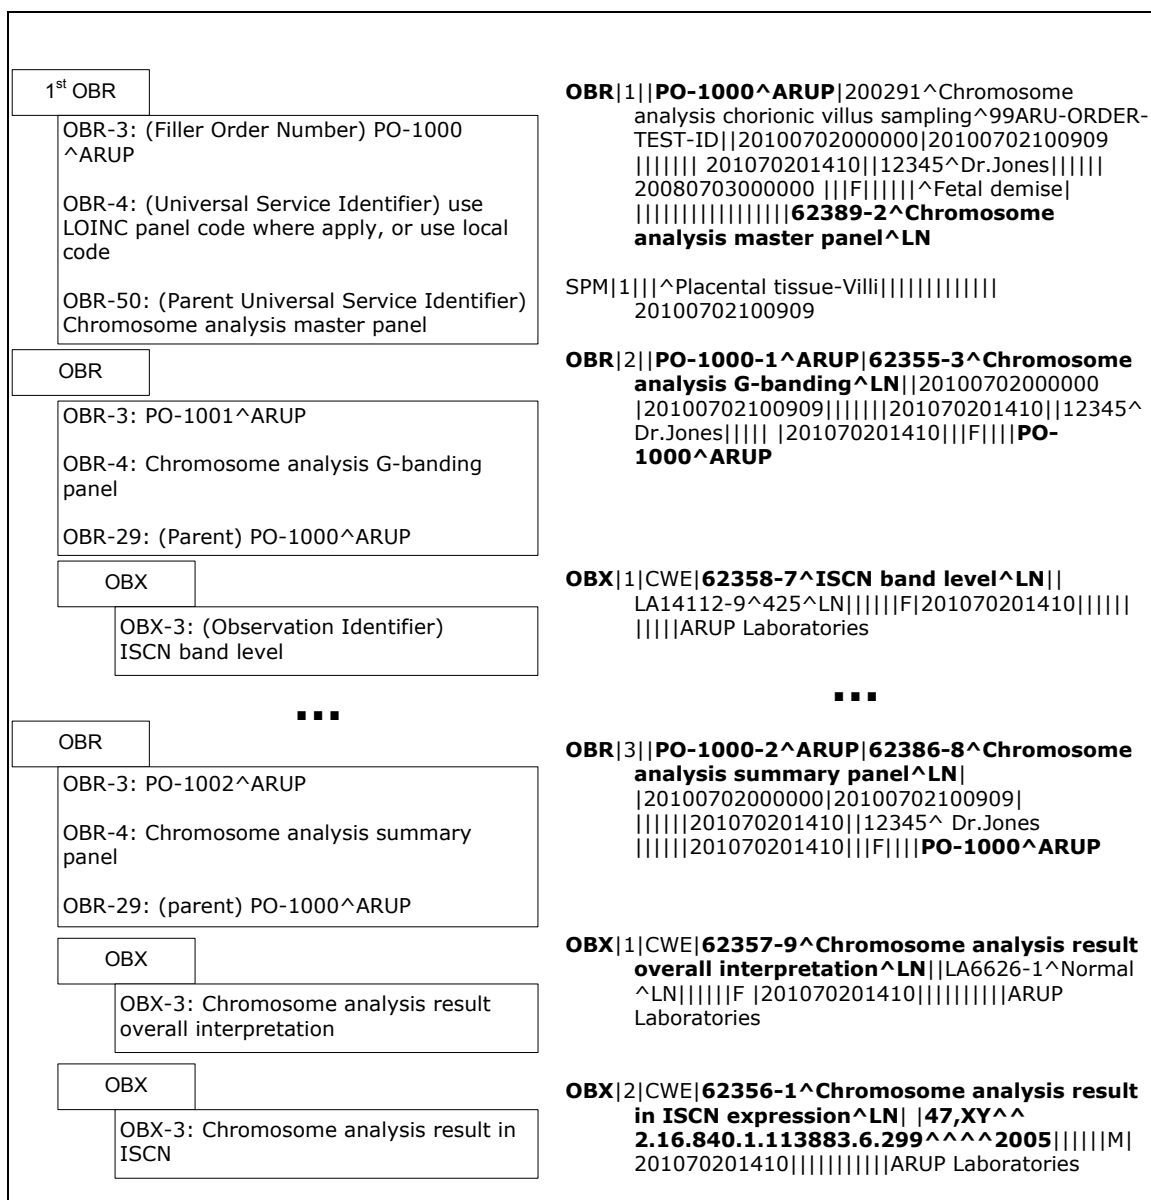 1st OBR
OBR-3: (Filler Order Number) PO-1000
^ARUP
OBR-4: (Universal Service Identifier) use
LOINC panel code where apply, or use local
code
OBR-50: (Parent Universal Service Identifier)
Chromosome analysis master panel
OBR|1||PO-1000^ARUP|200291^Chromosome
analysis chorionic villus sampling^99ARU-ORDER-
TEST-ID||20100702000000|20100702100909
||||||| 201070201410||12345^Dr.Jones||||||
20080703000000 |||F||||||^Fetal demise|
|||||||||||||||||62389-2^Chromosome
analysis master panel^LN
SPM|1|||^Placental tissue-Villi|||||||||||||
20100702100909
OBR
OBR-3: PO-1001^ARUP
OBR-4: Chromosome analysis G-banding
panel
OBR-29: (Parent) PO-1000^ARUP
OBR|2||PO-1000-1^ARUP|62355-3^Chromosome
analysis G-banding^LN||20100702000000
|20100702100909|||||||201070201410||12345^
Dr.Jones||||| |201070201410|||F||||PO-
1000^ARUP
OBX
OBX-3: (Observation Identifier)
ISCN band level
OBX|1|CWE|62358-7^ISCN band level^LN||
LA14112-9^425^LN||||||F|201070201410||||||
|||||ARUP Laboratories
...
...
OBR
OBR-3: PO-1002^ARUP
OBR-4: Chromosome analysis summary
panel
OBR-29: (parent) PO-1000^ARUP
OBR|3||PO-1000-2^ARUP|62386-8^Chromosome
analysis summary panel^LN|
|20100702000000|20100702100909|
||||||201070201410||12345^ Dr.Jones
||||||201070201410|||F||||PO-1000^ARUP
OBX
OBX-3: Chromosome analysis result
overall interpretation
OBX|1|CWE|62357-9^Chromosome analysis result
overall interpretation^LN||LA6626-1^Normal
^LN||||||F |201070201410||||||||||ARUP
Laboratories
OBX
OBX-3: Chromosome analysis result in
ISCN
OBX|2|CWE|62356-1^Chromosome analysis result
in ISCN expression^LN| |47,XY^^
2.16.840.1.113883.6.299^^^^2005||||||M|
201070201410|||||||||||ARUP Laboratories